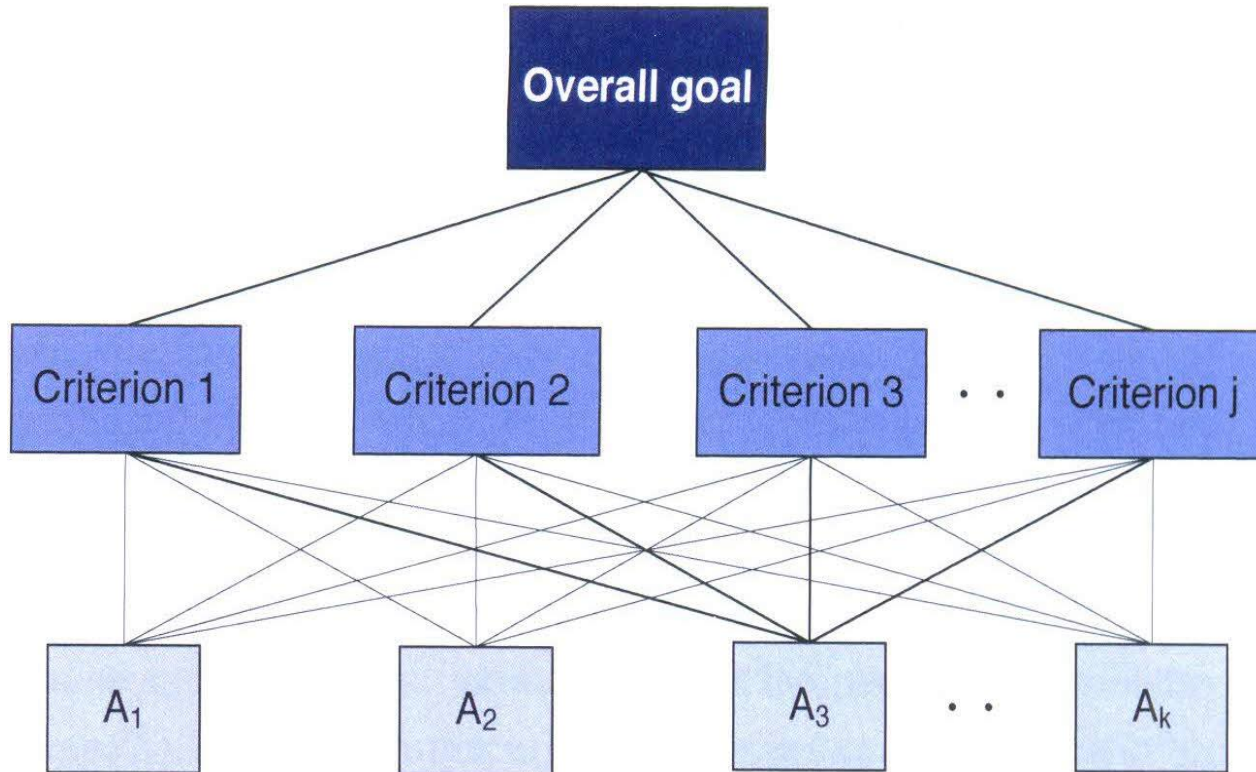 Overall goal
Criterion 1
Criterion 2
Criterion 3
. .
Criterion j
A₁
A₂
A₃
. .
Aₖ